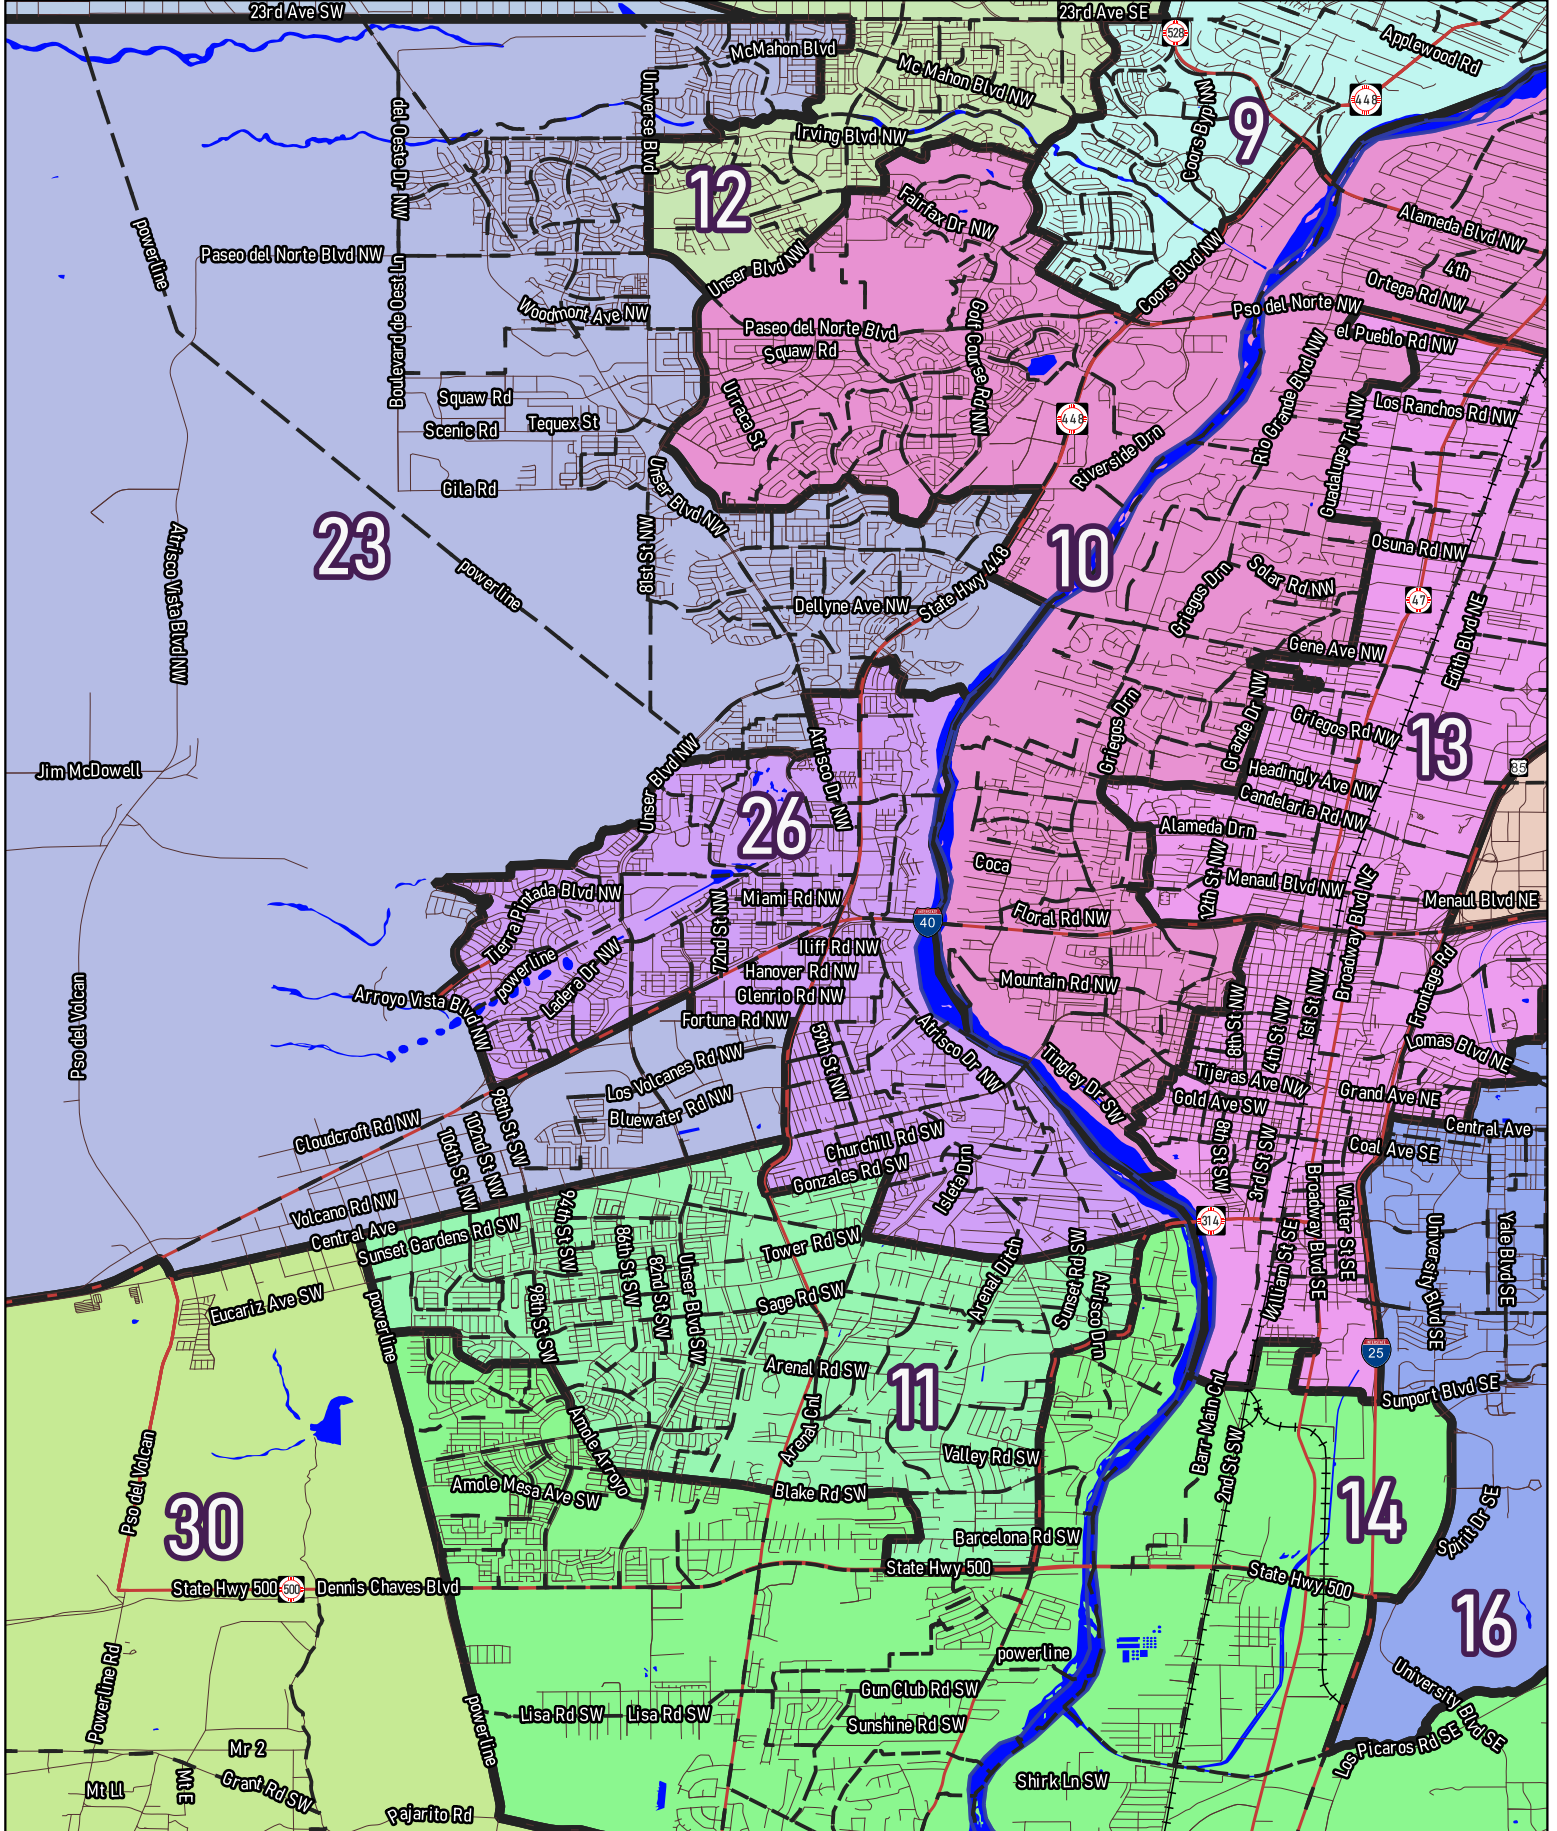 23rd Ave SW
23rd Ave SE
528
McMahon Blvd
Mc Mahon Blvd NW
Applewood Rd
448
Universe Blvd
del Oeste Dr NW
Irving Blvd NW
Coors Byp NW
9
12
Fairfax Dr NW
Alameda Blvd NW
powerline
Paseo del Norte Blvd NW
Unser Blvd NW
Coors Blvd NW
4th
Ortega Rd NW
Boulevard de Oest Ln
Woodmont Ave NW
Paseo del Norte Blvd
Pso del Norte NW
el Pueblo Rd NW
Squaw Rd
Golf Course Rd NW
Rio Grande Blvd NW
Squaw Rd
Urraca St
Los Ranchos Rd NW
Tequex St
Scenic Rd
448
Guadalupe Trl NW
Riverside Drn
Gila Rd
Unser Blvd NW
23
81st St NW
10
Osuna Rd NW
Atrisco Vista Blvd NW
powerline
State Hwy 448
Dellyne Ave NW
Griegos Drn
Solar Rd NW
47
Edith Blvd NE
Gene Ave NW
Griegos Drn
Grande Dr NW
Griegos Rd NW
13
Jim McDowell
Unser Blvd NW
Atrisco Dr NW
85
Headingly Ave NW
Candelaria Rd NW
26
Alameda Drn
Coca
Tierra Pintada Blvd NW
Miami Rd NW
72nd St NW
12th St NW
Menaul Blvd NW
Menaul Blvd NE
Broadway Blvd NE
40
Floral Rd NW
Iliff Rd NW
powerline
Ladera Dr NW
Hanover Rd NW
Mountain Rd NW
Frontage Rd
Glenrio Rd NW
Arroyo Vista Blvd NW
Fortuna Rd NW
Pso del Volcan
59th St NW
Atrisco Dr NW
8th St NW
4th St NW
1st St NW
Lomas Blvd NE
Los Volcanes Rd NW
Tingley Dr SW
Tijeras Ave NW
Grand Ave NE
Bluewater Rd NW
Gold Ave SW
98th St SW
Cloudcroft Rd NW
102nd St NW
106th St NW
Churchill Rd SW
Central Ave
Coal Ave SE
Gonzales Rd SW
Isleta Drn
8th St SW
3rd St SW
Volcano Rd NW
94th St SW
Broadway Blvd SE
Walter St SE
314
Central Ave
Sunset Gardens Rd SW
86th St SW
82nd St SW
Unser Blvd SW
Tower Rd SW
Arenal Ditch
Sunset Rd SW
Atrisco Drn
William St SE
University Blvd SE
Yale Blvd SE
Eucariz Ave SW
Sage Rd SW
powerline
98th St SW
25
Arenal Rd SW
11
Arenal Cnl
Barr Main Cnl
2nd St SW
Sunport Blvd SE
Amole Arroyo
Valley Rd SW
Pso del Volcan
Amole Mesa Ave SW
Blake Rd SW
14
30
Barcelona Rd SW
Spirit Dr SE
State Hwy 500
State Hwy 500
500
Dennis Chaves Blvd
State Hwy 500
16
Powerline Rd
powerline
University Blvd SE
Gun Club Rd SW
powerline
Lisa Rd SW
Lisa Rd SW
Sunshine Rd SW
Los Picaros Rd SE
Mr 2
Mt Ll
Mt E
Grant Rd SW
Shirk Ln SW
Pajarito Rd